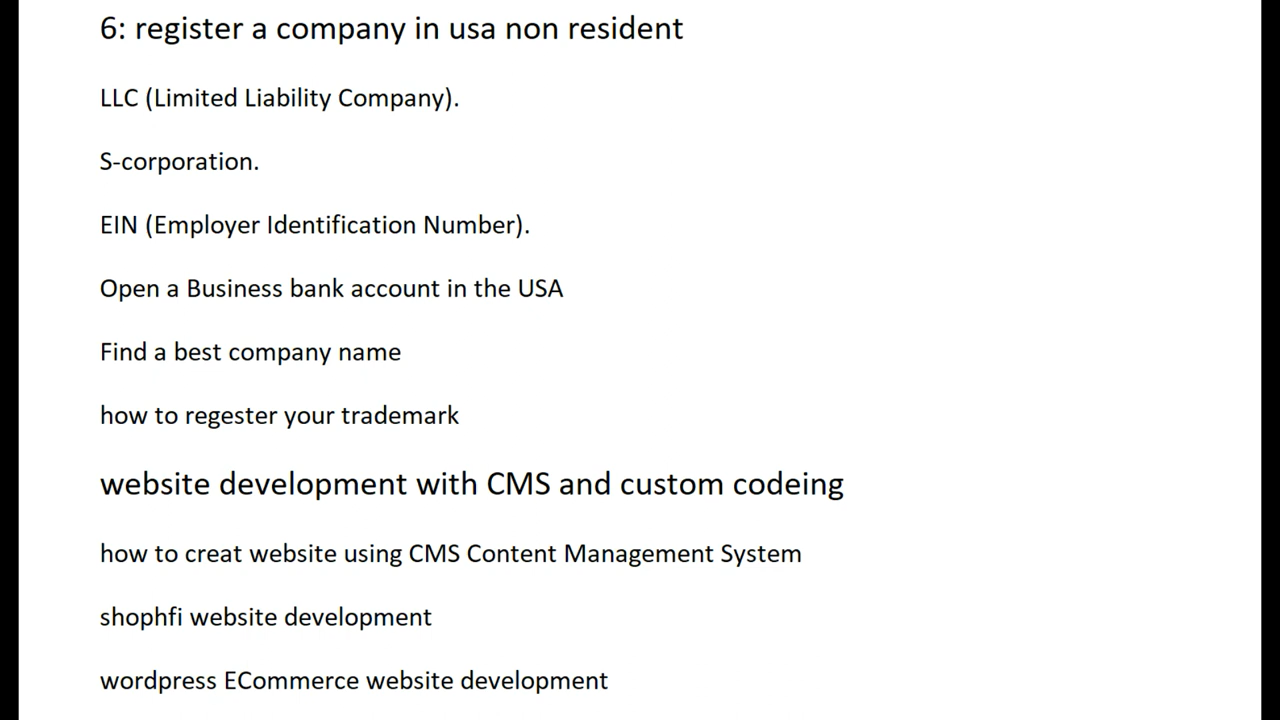 6: register a company in usa non resident
LLC (Limited Liability Company).
S-corporation.
EIN (Employer Identification Number).
Open a Business bank account in the USA
Find a best company name
how to regester your trademark
website development with CMS and custom codeing
how to creat website using CMS Content Management System
shophfi website development
wordpress ECommerce website development